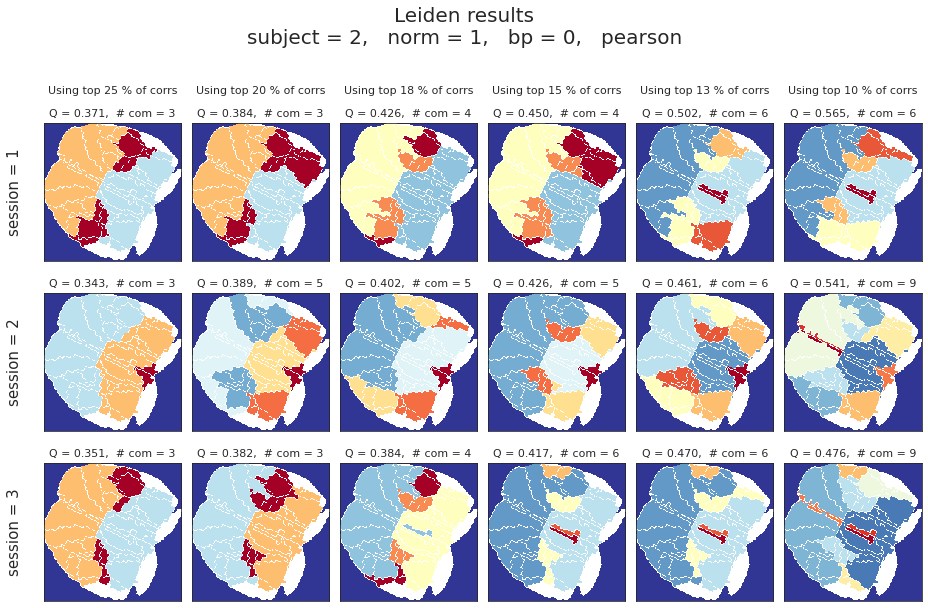 Leiden results
subject = 2,   norm = 1,   bp = 0,   pearson
Using top 25 % of corrs
Using top 20 % of corrs
Using top 18 % of corrs
Using top 15 % of corrs
Using top 13 % of corrs
Using top 10 % of corrs
session = 1
Q = 0.371,  # com = 3
Q = 0.384,  # com = 3
Q = 0.426,  # com = 4
Q = 0.450,  # com = 4
Q = 0.502,  # com = 6
Q = 0.565,  # com = 6
session = 2
Q = 0.343,  # com = 3
Q = 0.389,  # com = 5
Q = 0.402,  # com = 5
Q = 0.426,  # com = 5
Q = 0.461,  # com = 6
Q = 0.541,  # com = 9
session = 3
Q = 0.351,  # com = 3
Q = 0.382,  # com = 3
Q = 0.384,  # com = 4
Q = 0.417,  # com = 6
Q = 0.470,  # com = 6
Q = 0.476,  # com = 9